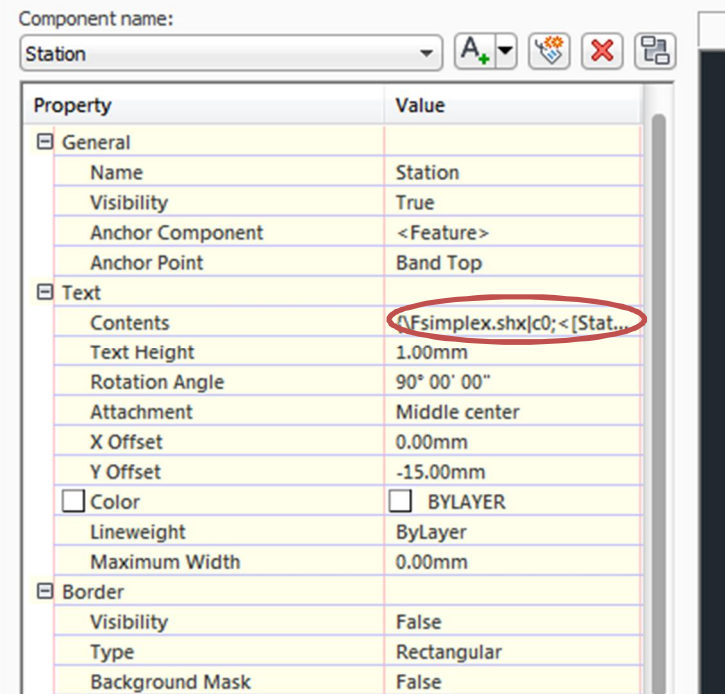 Component name:
Station
Property Value
General
Name Station
Visibility True
Anchor Component <Feature>
Anchor Point Band Top
Text
Contents {\Fsimplex.shx|c0;<[Stat...
Text Height 1.00mm
Rotation Angle 90° 00' 00"
Attachment Middle center
X Offset 0.00mm
Y Offset -15.00mm
Color BYLAYER
Lineweight ByLayer
Maximum Width 0.00mm
Border
Visibility False
Type Rectangular
Background Mask False